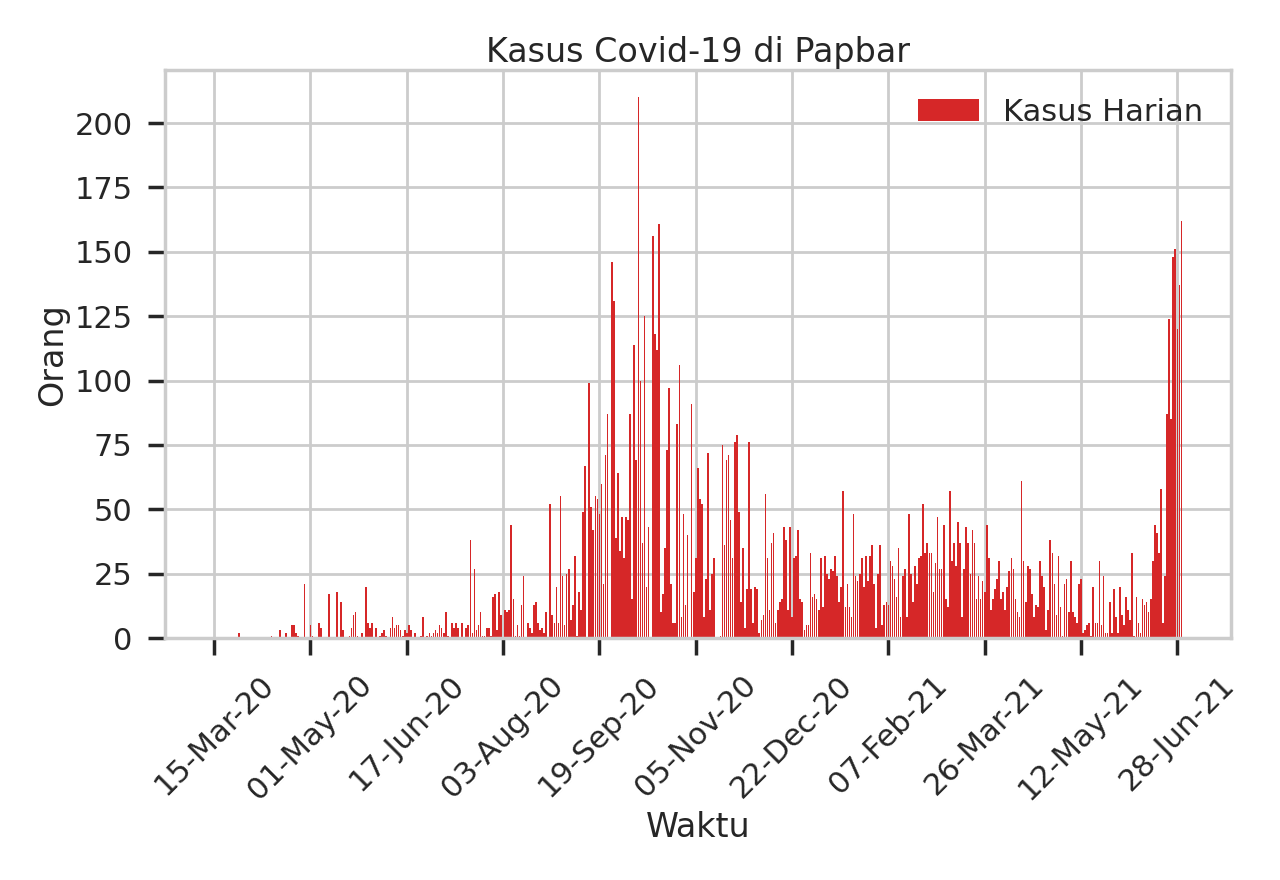 Kasus Covid-19 di Papbar
Kasus Harian
Orang
200
175
150
125
100
75
50
25
0
15-Mar-20
01-May-20
17-Jun-20
03-Aug-20
19-Sep-20
05-Nov-20
22-Dec-20
07-Feb-21
26-Mar-21
12-May-21
28-Jun-21
Waktu